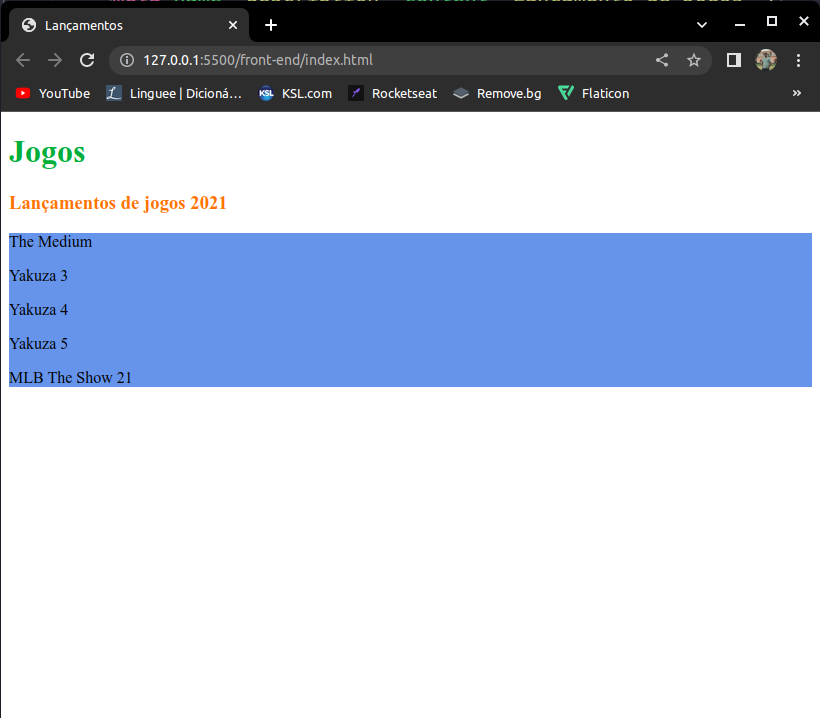 Lançamentos
127.0.0.1:5500/front-end/index.html
YouTube
Linguee | Dicioná...
KSL
KSL.com
Rocketseat
Remove.bg
Flaticon
Jogos
Lançamentos de jogos 2021
The Medium
Yakuza 3
Yakuza 4
Yakuza 5
MLB The Show 21